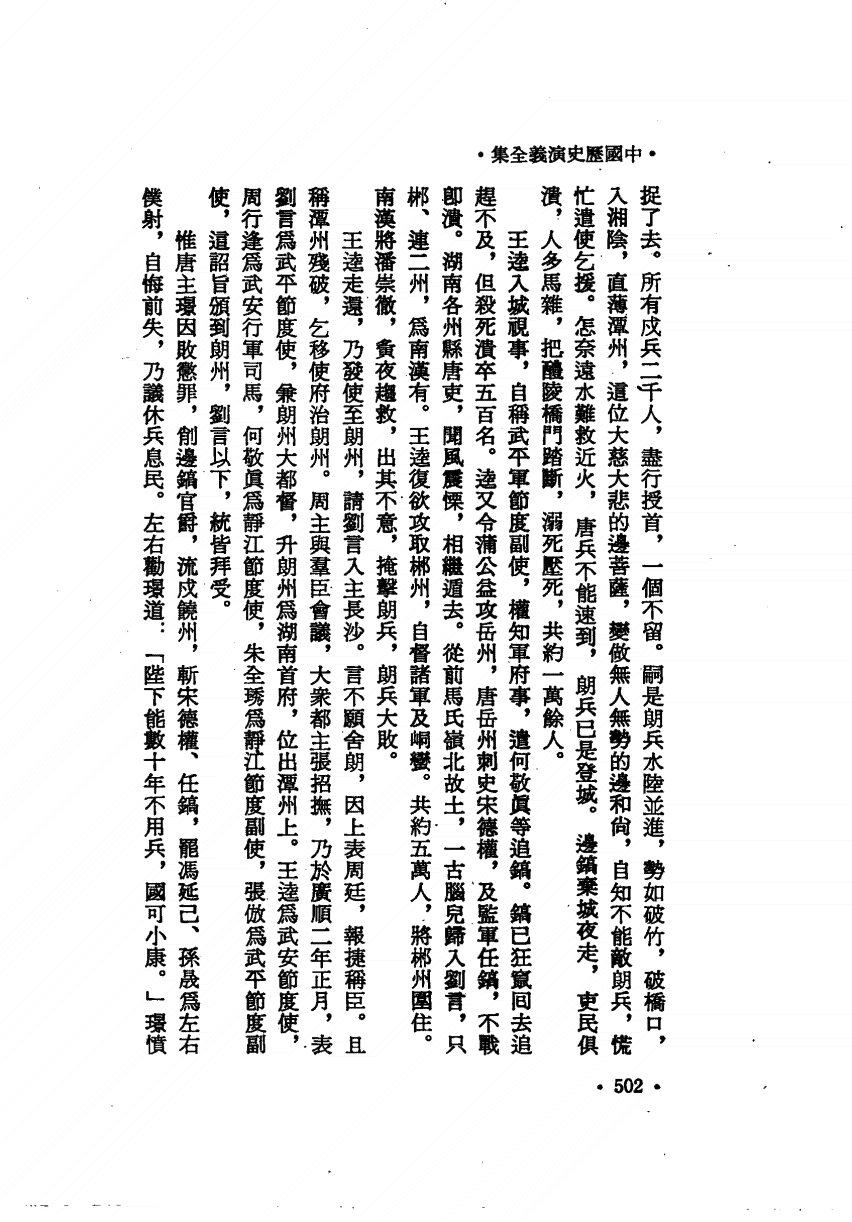 •中國歷史演義全集•
捉了去。所有戍兵二千人，盡行授首，一個不留。嗣是朗兵水陸並進，勢如破竹，破橋口，
入湘陰，直薄潭州，這位大慈大悲的邊菩薩，變做無人無勢的邊和尙，自知不能敵朗兵，慌
忙遣使乞援。怎奈遠水難救近火，唐兵不能速到，朗兵已是登城。邊鎬棄城夜走，吏民俱
潰，人多馬雜，把醴陵橋門踏斷，溺死壓死，共約一萬餘人。
王逵入城視事，自稱武平軍節度副使，權知軍府事，遣何敬眞等追鎬。鎬已狂竄回去追
趕不及，但殺死潰卒五百名。逵又令蒲公益攻岳州，唐岳州刺史宋德權，及監軍任鎬，不戰
卽潰。湖南各州縣唐吏，聞風震慄，相繼遁去。從前馬氏嶺北故土，一古腦兒歸入劉言，只
郴、連二州，爲南漢有。王逵復欲攻取郴州，自督諸軍及峒蠻。共約五萬人，將郴州圍住。
南漢將潘崇徹，夤夜趨救，出其不意，掩擊朗兵，朗兵大敗。
王逵走還，乃發使至朗州，請劉言入主長沙。言不願舍朗，因上表周廷，報捷稱臣。且
稱潭州殘破，乞移使府治朗州。周主與羣臣會議，大衆都主張招撫，乃於廣順二年正月，表
劉言爲武平節度使，兼朗州大都督，升朗州爲湖南首府，位出潭州上。王逵爲武安節度使，
周行逢爲武安行軍司馬，何敬眞爲靜江節度使，朱全琇爲靜江節度副使，張倣爲武平節度副
使，這詔旨頒到朗州，劉言以下，統皆拜受。
惟唐主璟因敗懲罪，削邊鎬官爵，流戍饒州，斬宋德權、任鎬，罷馮延己、孫晟爲左右
僕射，自悔前失，乃議休兵息民。左右勸璟道：「陛下能數十年不用兵，國可小康。」璟憤
•502•